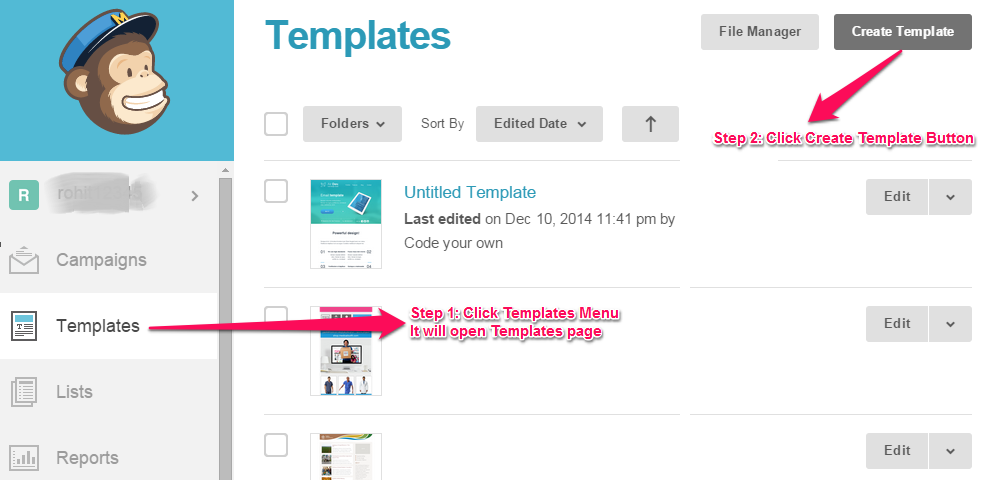 Templates
File Manager
Create Template
Folders
Sort By
Edited Date
Step 2: Click Create Template Button
R
Untitled Template
Last edited on Dec 10, 2014 11:41 pm by
Code your own
Edit
Campaigns
Templates
Step 1: Click Templates Menu
It will open Templates page
Edit
Lists
Reports
Edit